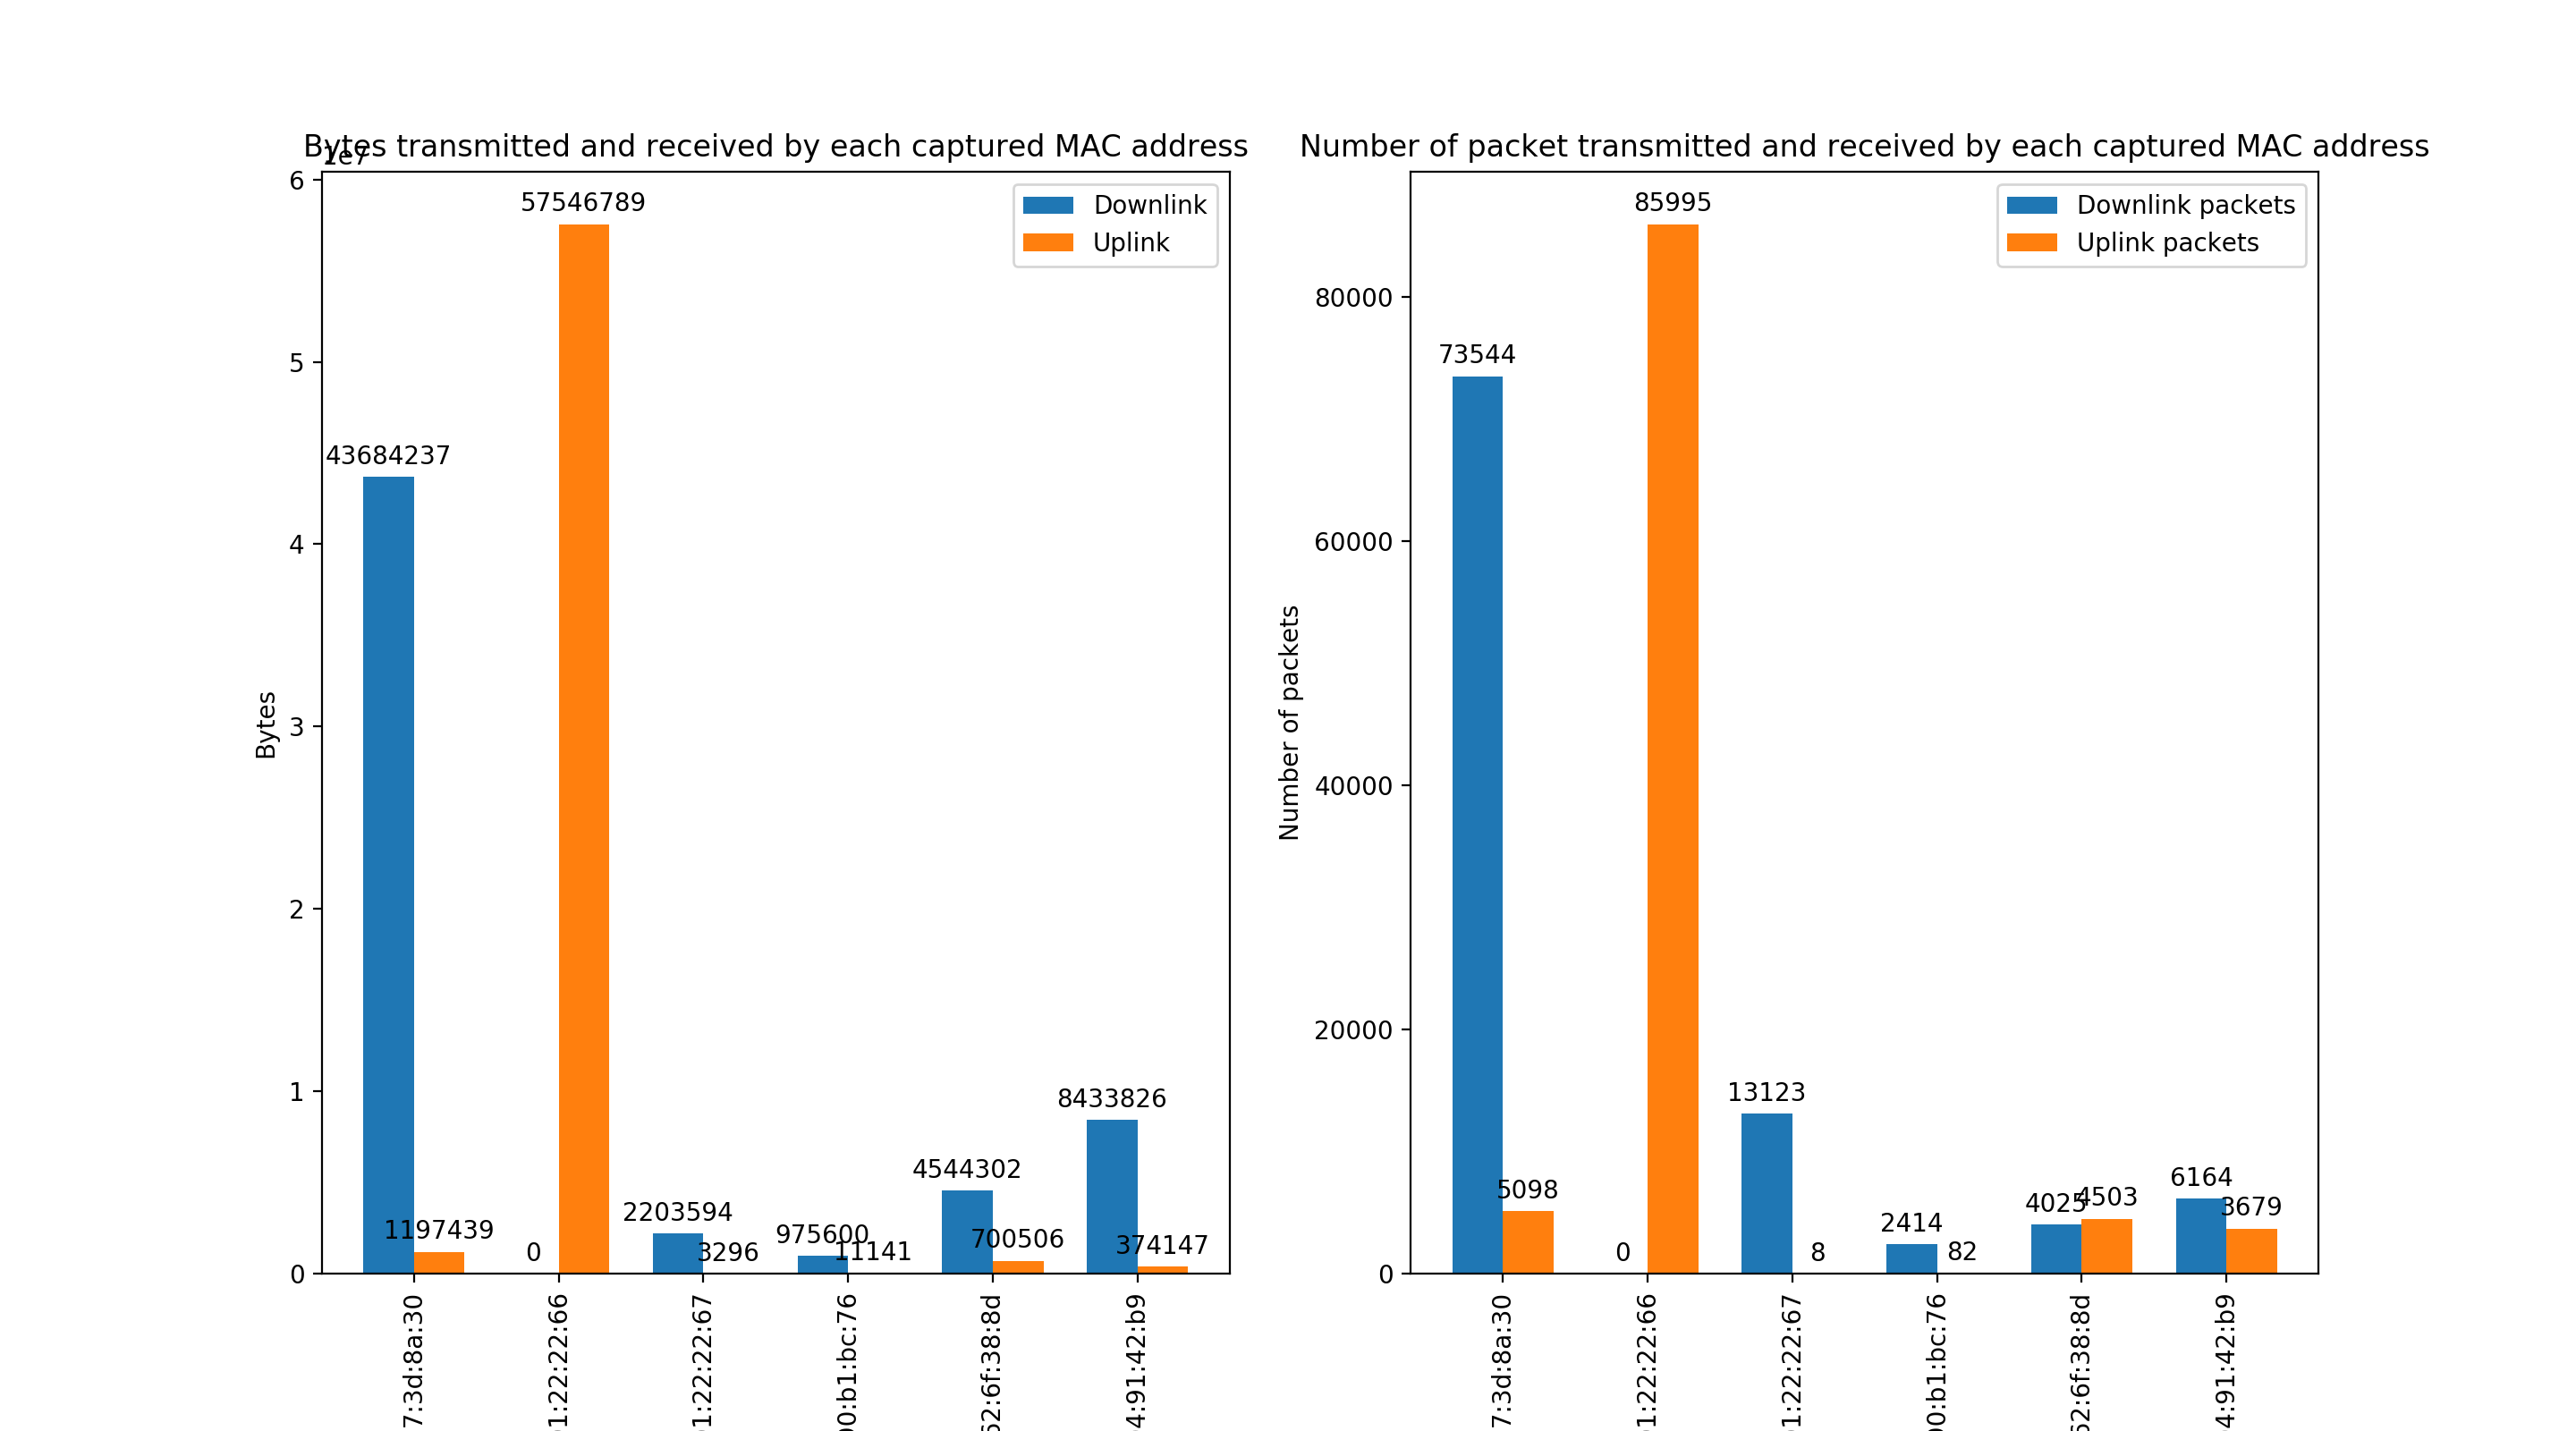 Bytes transmitted and received by each captured MAC address
1e7
6
5
4
3
2
1
0
Bytes
Downlink
Uplink
43684237
1197439
0
57546789
2203594
3296
975600
11141
4544302
700506
8433826
374147
7:3d:8a:30
1:22:22:66
1:22:22:67
00:b1:bc:76
62:6f:38:8d
4:91:42:b9
Number of packet transmitted and received by each captured MAC address
80000
60000
40000
20000
0
Number of packets
Downlink packets
Uplink packets
73544
5098
0
85995
13123
8
2414
82
4025
4503
6164
3679
7:3d:8a:30
1:22:22:66
1:22:22:67
00:b1:bc:76
62:6f:38:8d
4:91:42:b9